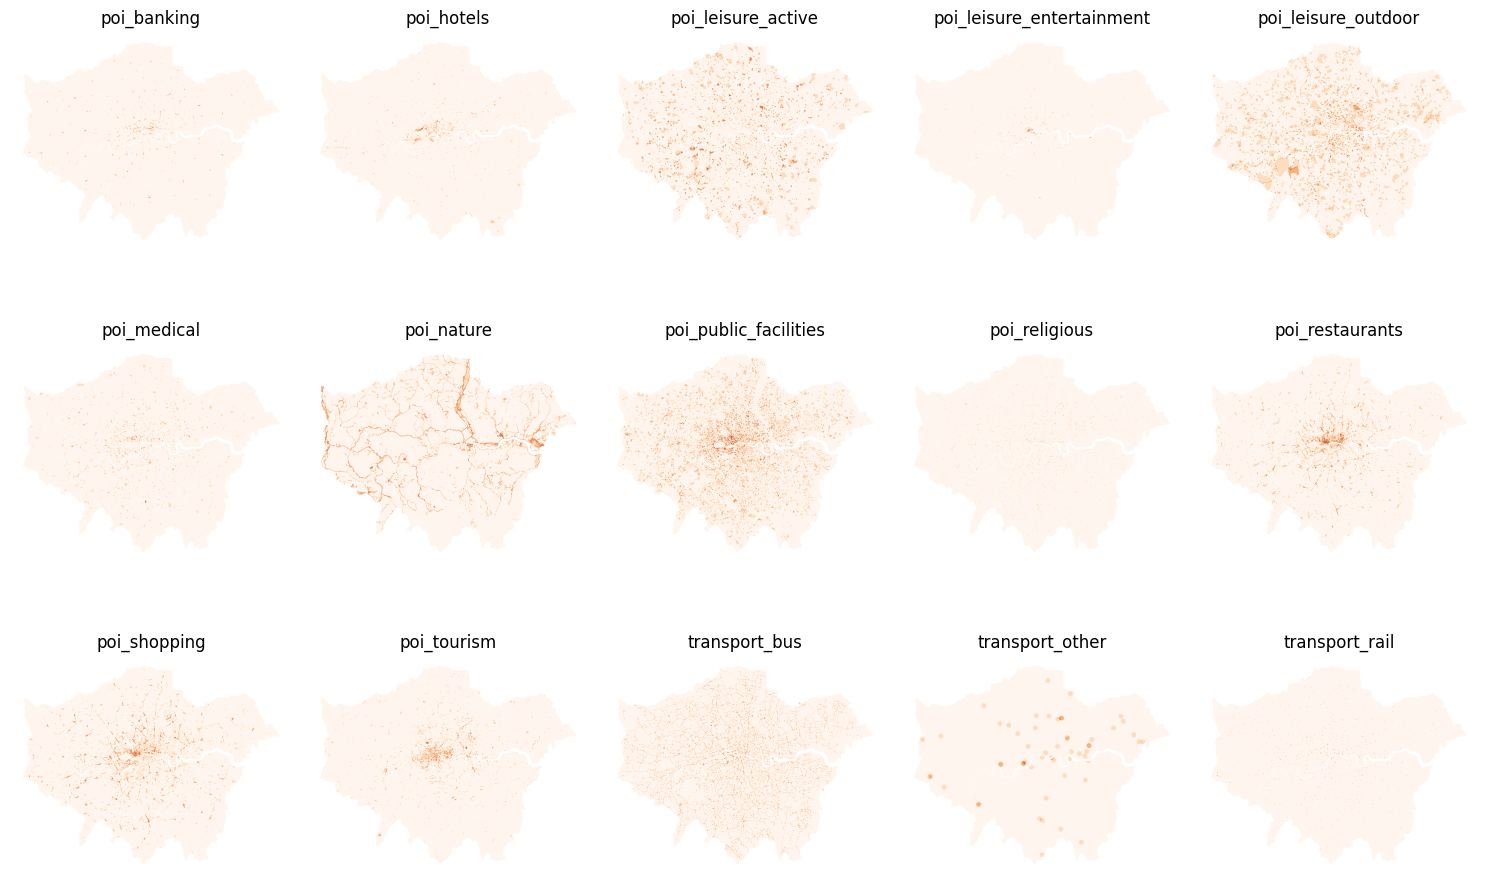 poi_banking
poi_hotels
poi_leisure_active
poi_leisure_entertainment
poi_leisure_outdoor
poi_medical
poi_nature
poi_public_facilities
poi_religious
poi_restaurants
poi_shopping
poi_tourism
transport_bus
transport_other
transport_rail